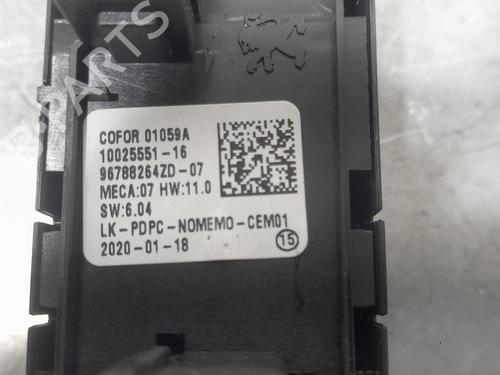 PARTS
COFOR 01059A
10025551-16
96788264ZD-07
MECA:07 HW:11.0
SW:6.04
LK-PDPC-NOMEMO-CEM01
2020-01-18
15